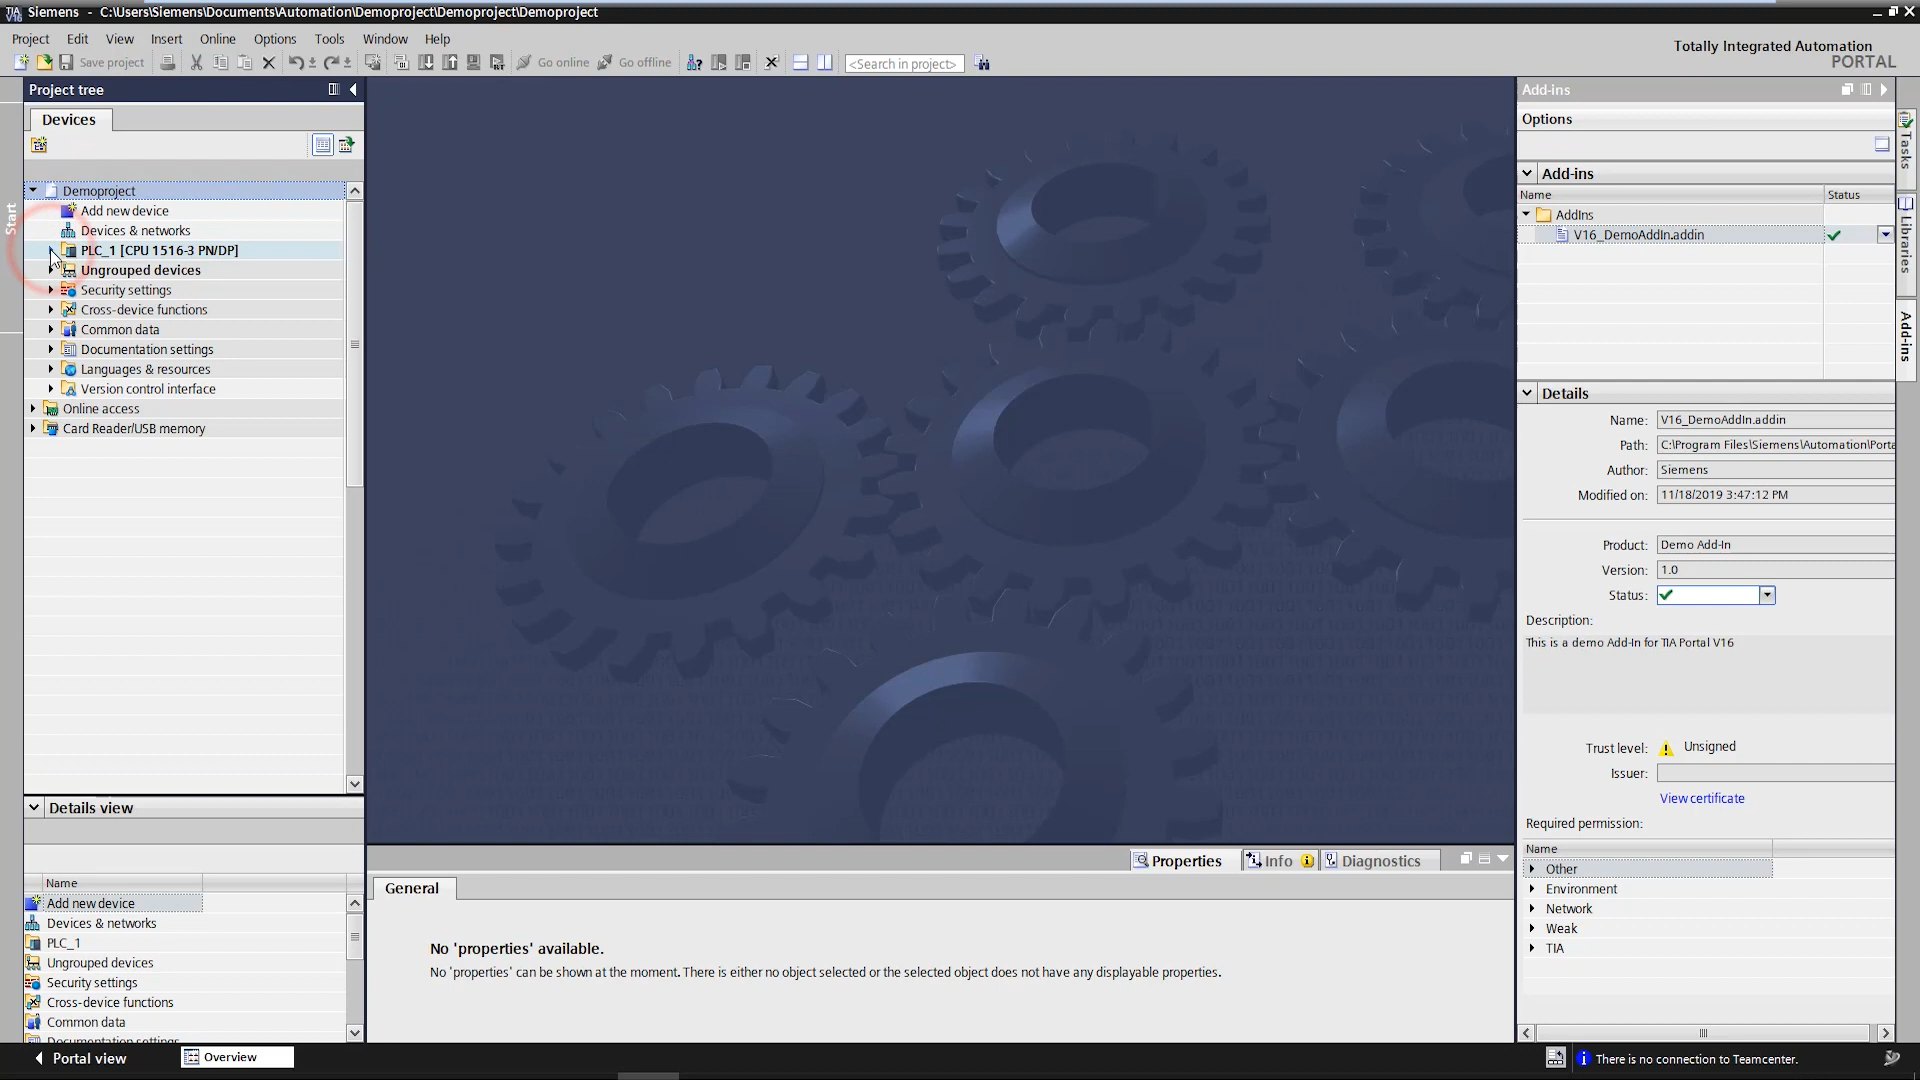 TIA V16 Siemens - C:\Users\Siemens\Documents\Automation\Demoproject\Demoproject\Demoproject
Project Edit View Insert Online Options Tools Window Help
Totally Integrated Automation
PORTAL
Save project Go online Go offline <Search in project>
Project tree
Devices
Start
Demoproject
Add new device
Devices & networks
PLC_1 [CPU 1516-3 PN/DP]
Ungrouped devices
Security settings
Cross-device functions
Common data
Documentation settings
Languages & resources
Version control interface
Online access
Card Reader/USB memory
Details view
Name
Add new device
Devices & networks
PLC_1
Ungrouped devices
Security settings
Cross-device functions
Common data
Documentation settings
Properties Info Diagnostics
General
No 'properties' available.
No 'properties' can be shown at the moment. There is either no object selected or the selected object does not have any displayable properties.
Add-ins
Options
Add-ins
Name Status
AddIns
V16_DemoAddIn.addin
Details
Name: V16_DemoAddIn.addin
Path: C:\Program Files\Siemens\Automation\Porta
Author: Siemens
Modified on: 11/18/2019 3:47:12 PM
Product: Demo Add-In
Version: 1.0
Status:
Description:
This is a demo Add-In for TIA Portal V16
Trust level: Unsigned
Issuer:
View certificate
Required permission:
Name
Other
Environment
Network
Weak
TIA
Tasks
Libraries
Add-ins
Portal view Overview
There is no connection to Teamcenter.